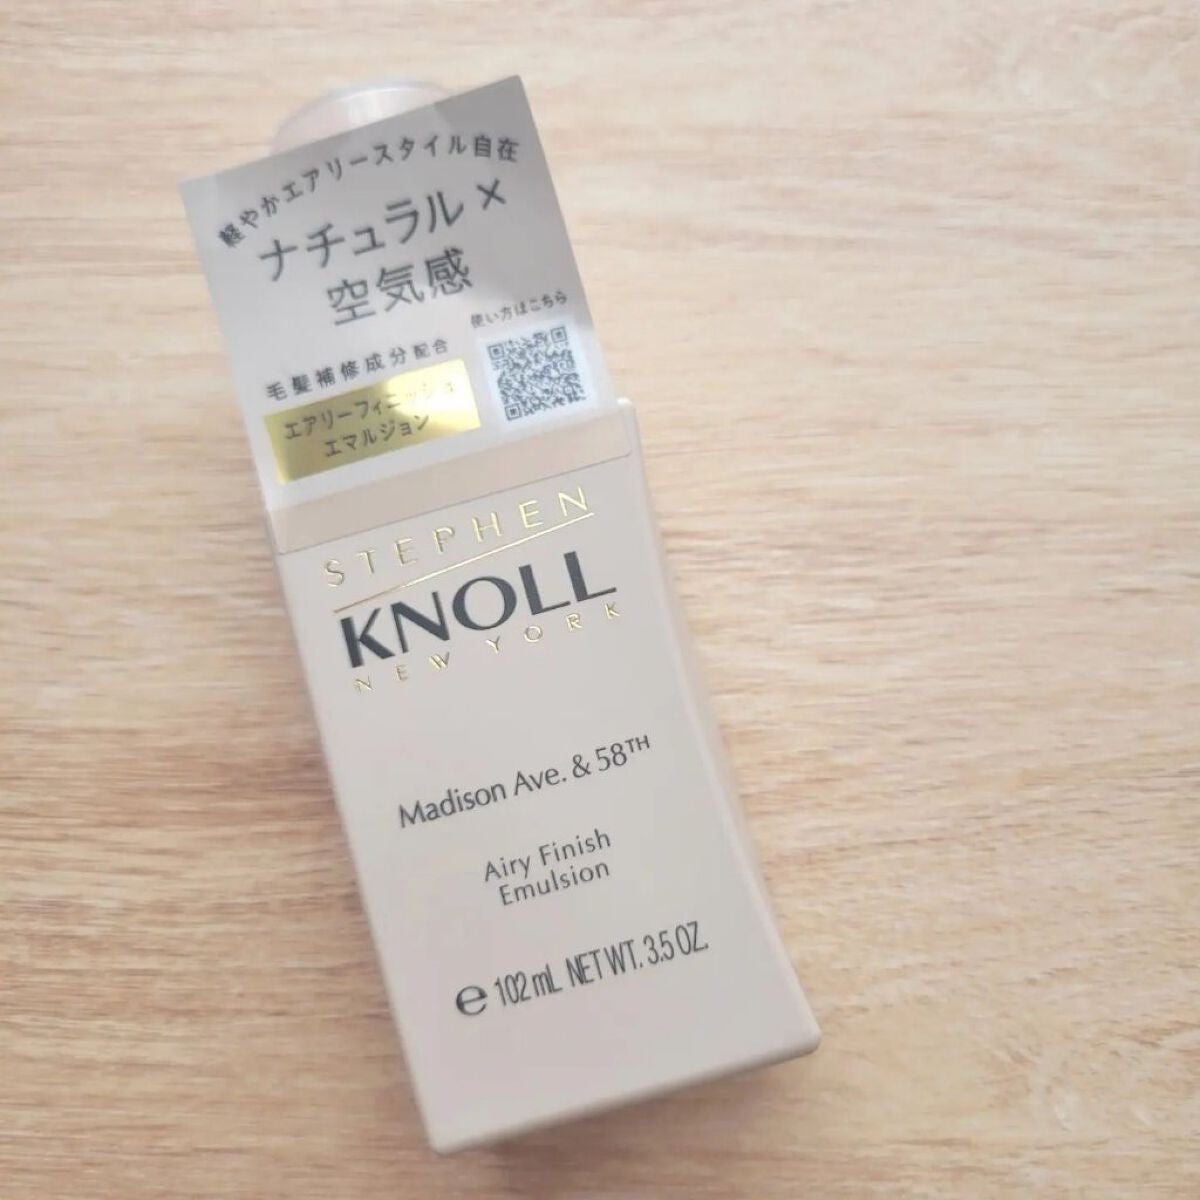 軽やかエアリースタイル自在
ナチュラル×
空気感
使い方はこちら
毛髪補修成分配合
エアリーフィニッシュ
エマルジョン
STEPHEN
KNOLL
NEW YORK
Madison Ave. & 58TH
Airy Finish
Emulsion
℮ 102mL NET WT. 3.5 OZ.